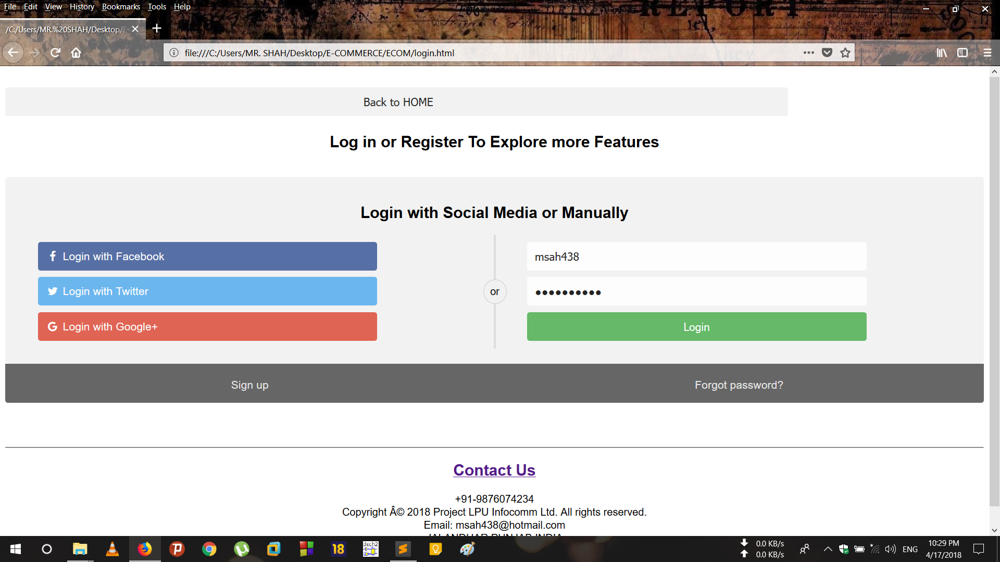 File Edit View History Bookmarks Tools Help
/C:/Users/MR.%20SHAH/Desktop/E
file:///C:/Users/MR. SHAH/Desktop/E-COMMERCE/ECOM/login.html
Back to HOME
Log in or Register To Explore more Features
Login with Social Media or Manually
Login with Facebook
Login with Twitter
Login with Google+
or
msah438
••••••••••
Login
Sign up
Forgot password?
Contact Us
+91-9876074234
Copyright Â© 2018 Project LPU Infocomm Ltd. All rights reserved.
Email: msah438@hotmail.com
JALANDHAR PUNJAB INDIA
18
Dsch2
0.0 KB/s
0.0 KB/s
ENG
10:29 PM
4/17/2018